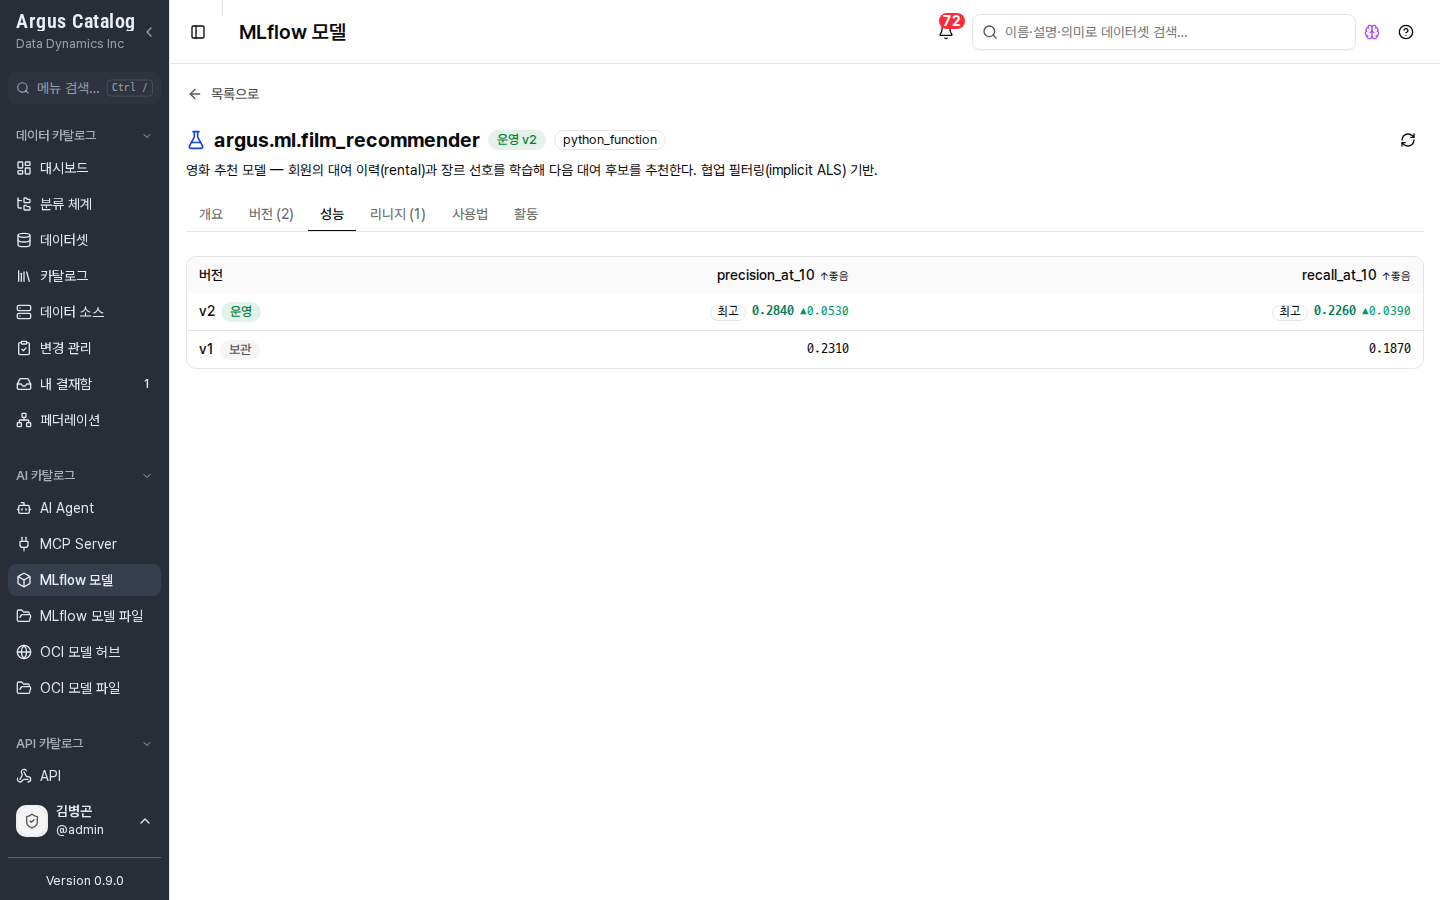 Argus Catalog
Data Dynamics Inc
메뉴 검색... Ctrl /
데이터 카탈로그
대시보드
분류 체계
데이터셋
카탈로그
데이터 소스
변경 관리
내 결재함 1
페더레이션
AI 카탈로그
AI Agent
MCP Server
MLflow 모델
MLflow 모델 파일
OCI 모델 허브
OCI 모델 파일
API 카탈로그
API
김병곤
@admin
Version 0.9.0
MLflow 모델
72
이름·설명·의미로 데이터셋 검색...
목록으로
argus.ml.film_recommender 운영 v2 python_function
영화 추천 모델 — 회원의 대여 이력(rental)과 장르 선호를 학습해 다음 대여 후보를 추천한다. 협업 필터링(implicit ALS) 기반.
개요 버전 (2) 성능 리니지 (1) 사용법 활동
버전 precision_at_10 ↑좋음 recall_at_10 ↑좋음
v2 운영 최고 0.2840 ▲0.0530 최고 0.2260 ▲0.0390
v1 보관 0.2310 0.1870